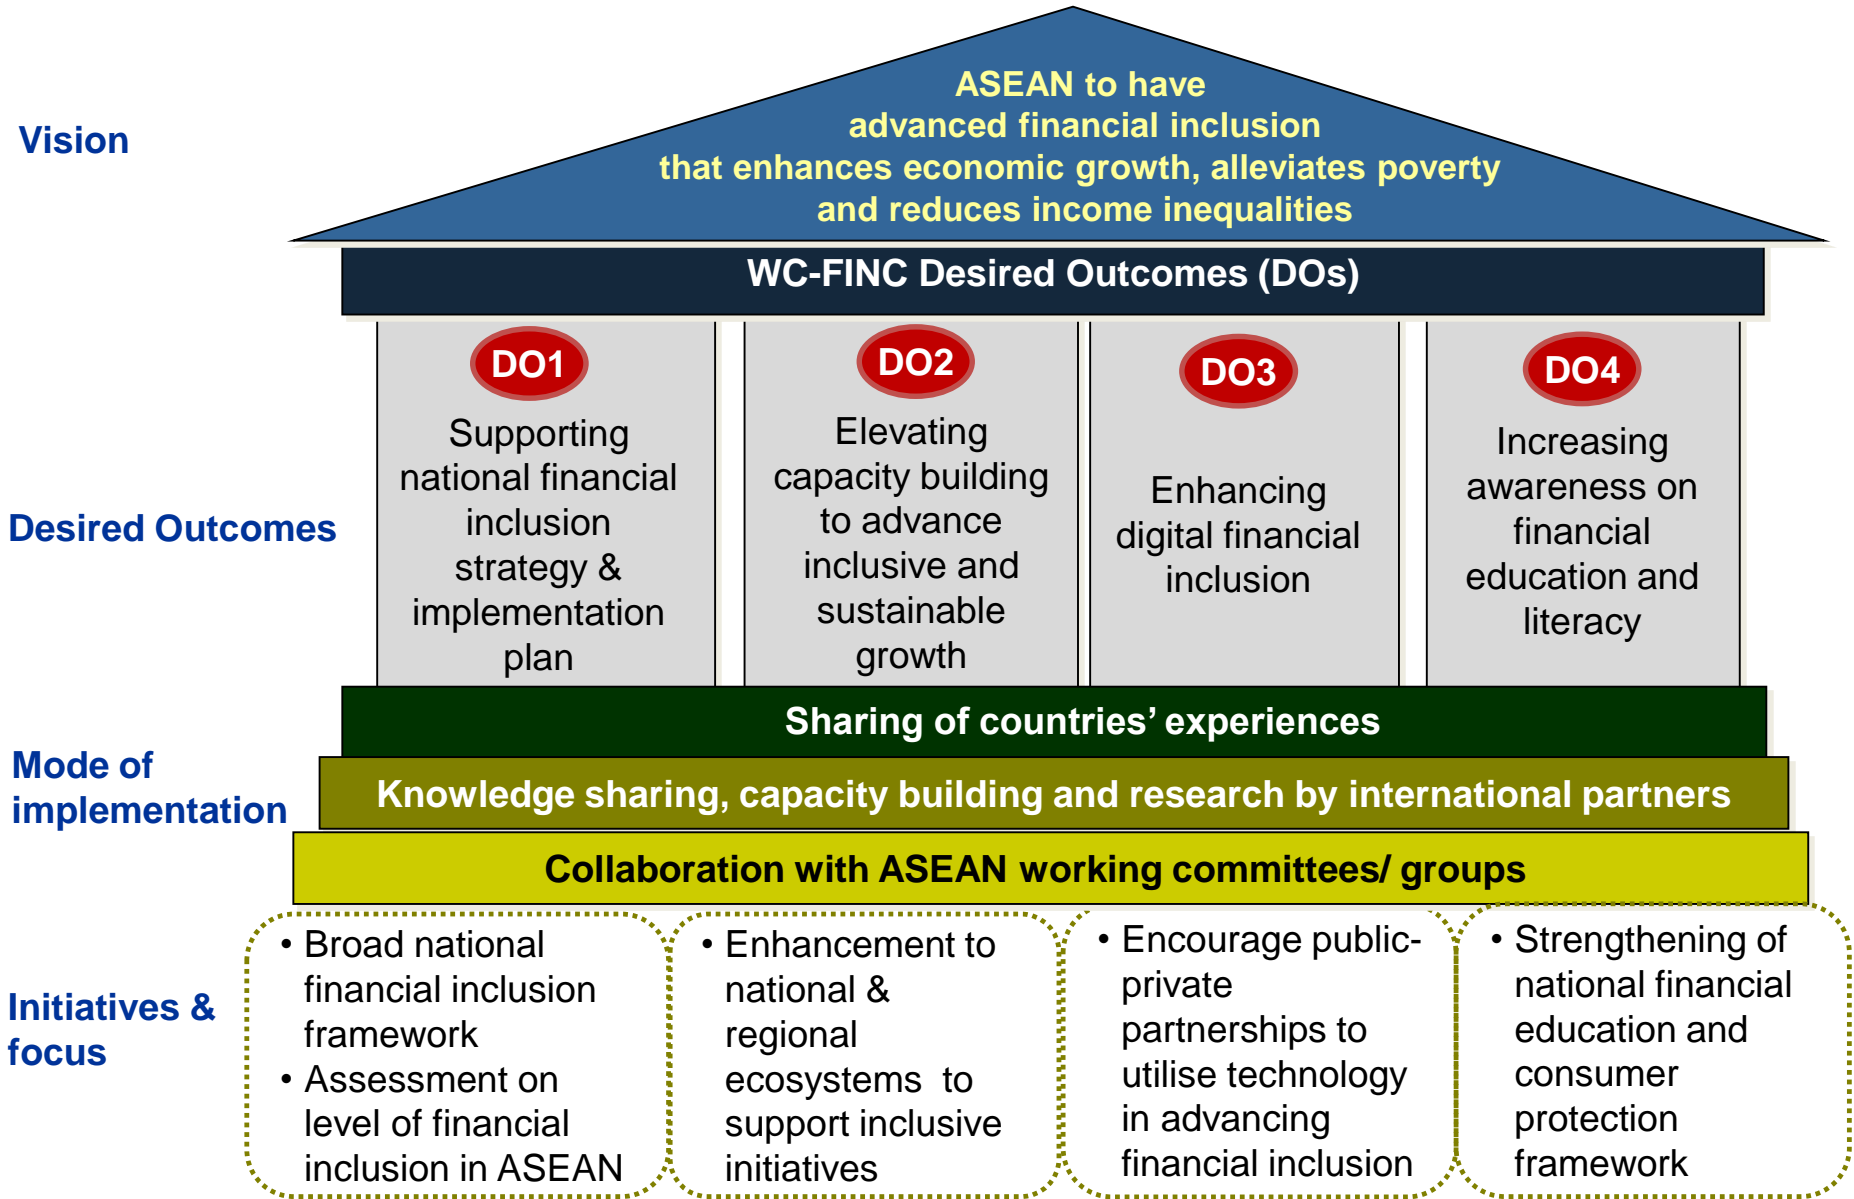 Vision
ASEAN to have
advanced financial inclusion
that enhances economic growth, alleviates poverty
and reduces income inequalities
WC-FINC Desired Outcomes (DOs)
Desired Outcomes
DO1
Supporting
national financial
inclusion
strategy &
implementation
plan
DO2
Elevating
capacity building
to advance
inclusive and
sustainable
growth
DO3
Enhancing
digital financial
inclusion
DO4
Increasing
awareness on
financial
education and
literacy
Mode of
implementation
Sharing of countries’ experiences
Knowledge sharing, capacity building and research by international partners
Collaboration with ASEAN working committees/ groups
Initiatives &
focus
• Broad national
financial inclusion
framework
• Assessment on
level of financial
inclusion in ASEAN
• Enhancement to
national &
regional
ecosystems to
support inclusive
initiatives
• Encourage public-
private
partnerships to
utilise technology
in advancing
financial inclusion
• Strengthening of
national financial
education and
consumer
protection
framework